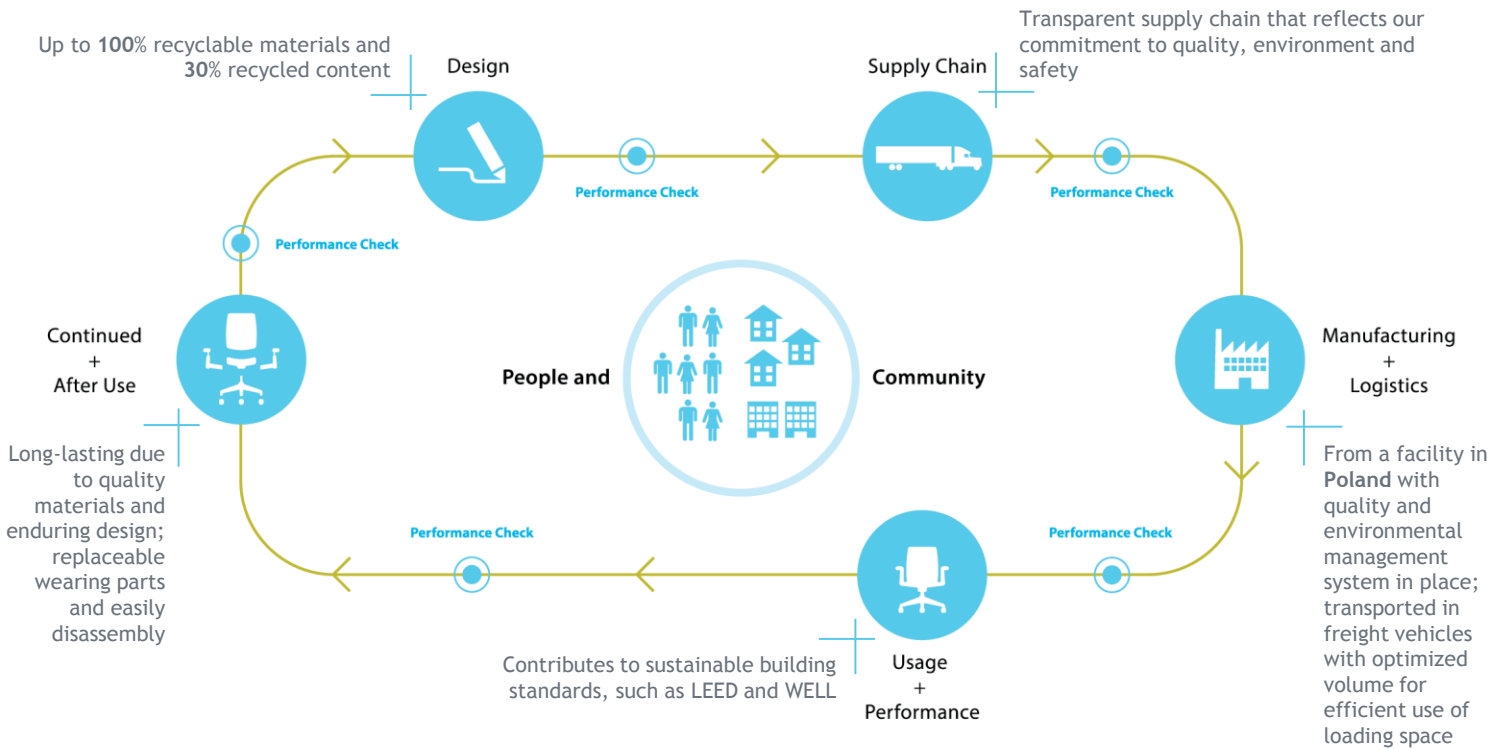 Up to 100% recyclable materials and
30% recycled content
Design
Supply Chain
Transparent supply chain that reflects our
commitment to quality, environment and
safety
Performance Check
Performance Check
Performance Check
Continued
+
After Use
People and
Community
Manufacturing
+
Logistics
Long-lasting due
to quality
materials and
enduring design;
replaceable
wearing parts
and easily
disassembly
From a facility in
Poland with
quality and
environmental
management
system in place;
transported in
freight vehicles
with optimized
volume for
efficient use of
loading space
Performance Check
Performance Check
Contributes to sustainable building
standards, such as LEED and WELL
Usage
+
Performance